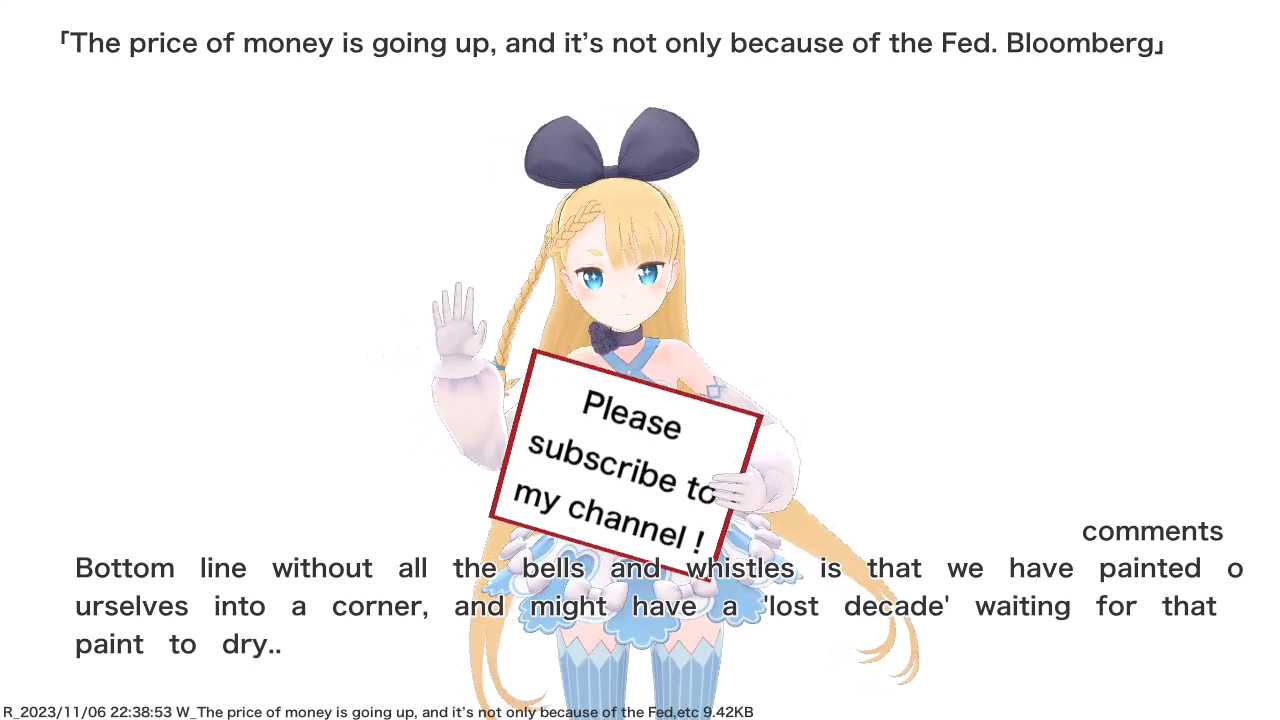 「The price of money is going up, and it’s not only because of the Fed. Bloomberg」
Please
subscribe to
my channel !
comments
Bottom line without all the bells and whistles is that we have painted o
urselves into a corner, and might have a 'lost decade' waiting for that
paint to dry..
R_2023/11/06 22:38:53 W_The price of money is going up, and it’s not only because of the Fed,etc 9.42KB